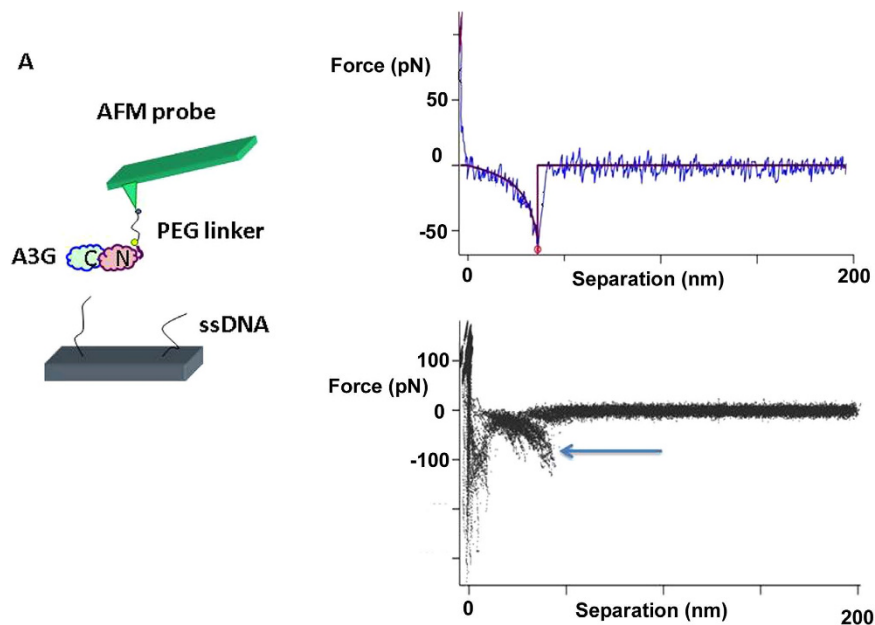 A
AFM probe
PEG linker
A3G
C
N
ssDNA
Force (pN)
50
0
-50
0
Separation (nm)
200
Force (pN)
100
0
-100
0
Separation (nm)
200